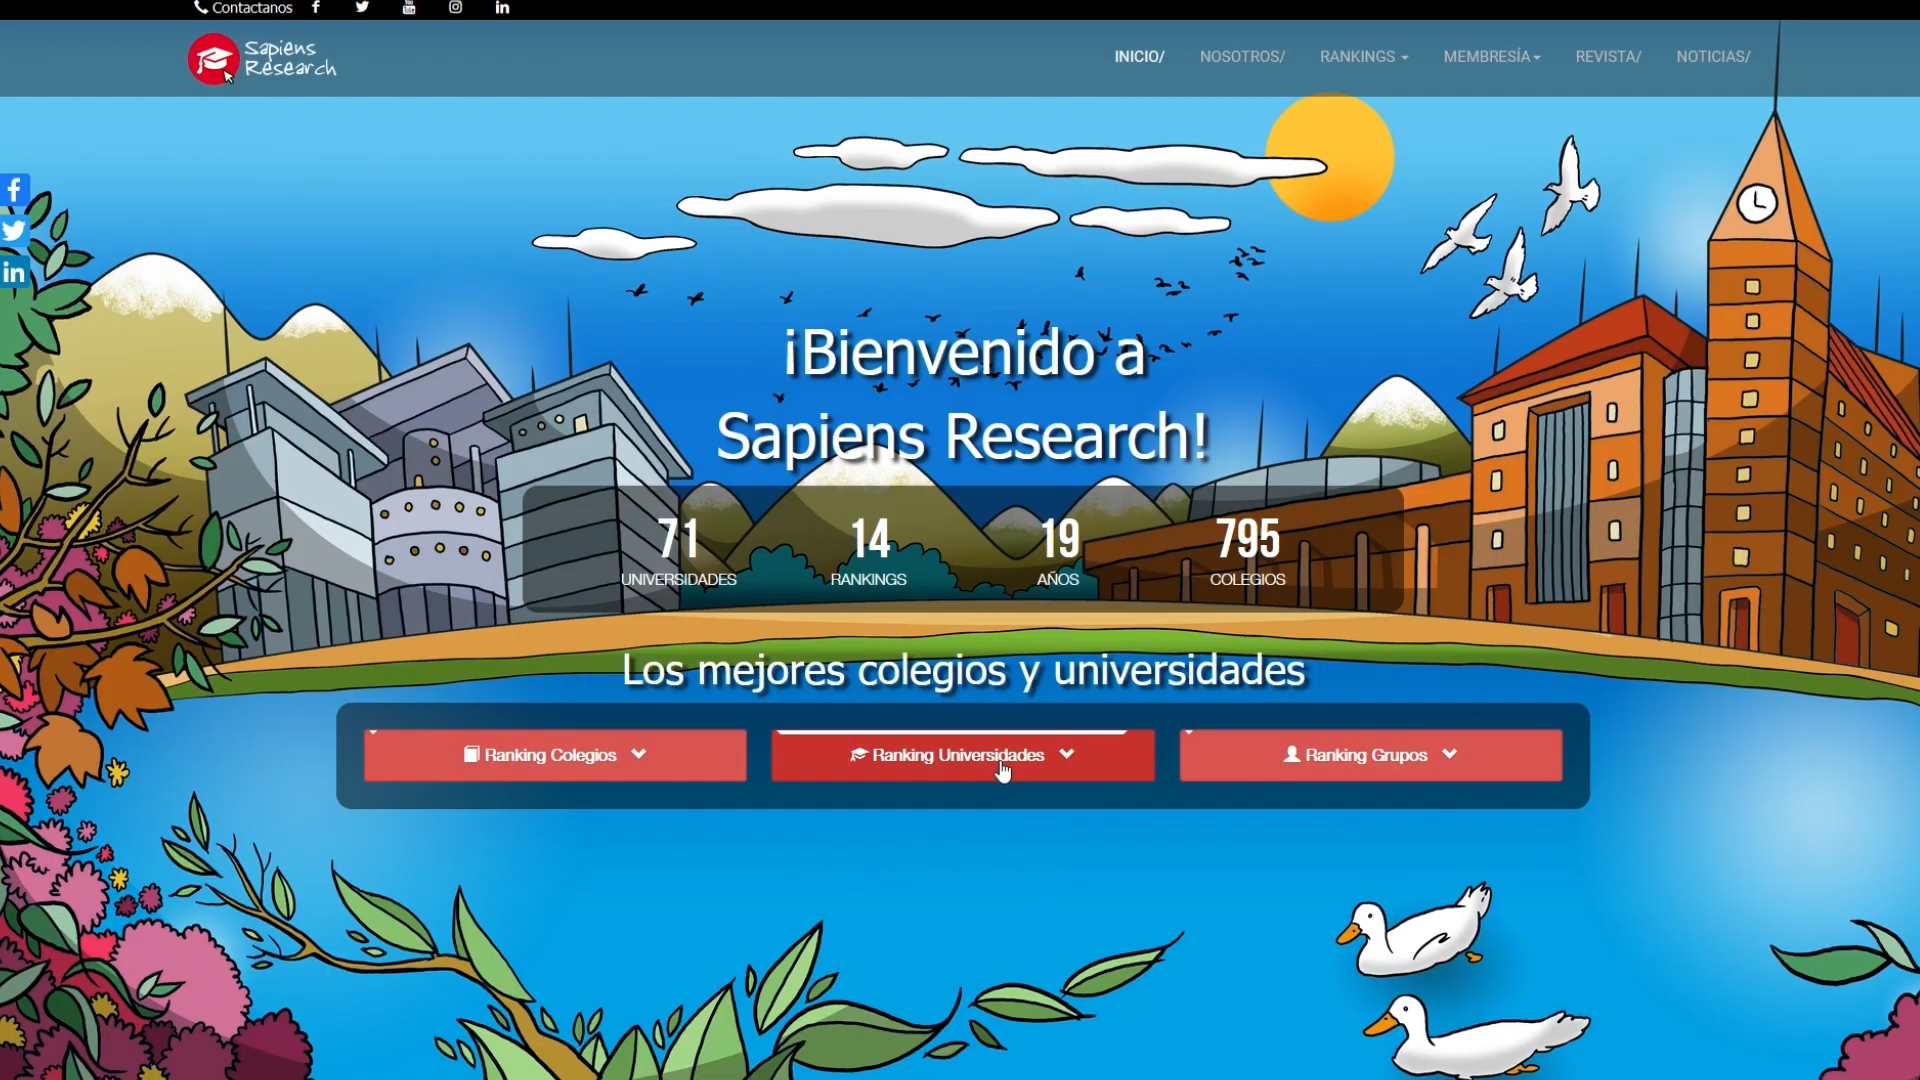 Contactanos
Sapiens
Research
INICIO/ NOSOTROS/ RANKINGS MEMBRESÍA REVISTA/ NOTICIAS/
¡Bienvenido a
Sapiens Research!
71 14 19 795
UNIVERSIDADES RANKINGS AÑOS COLEGIOS
Los mejores colegios y universidades
Ranking Colegios Ranking Universidades Ranking Grupos